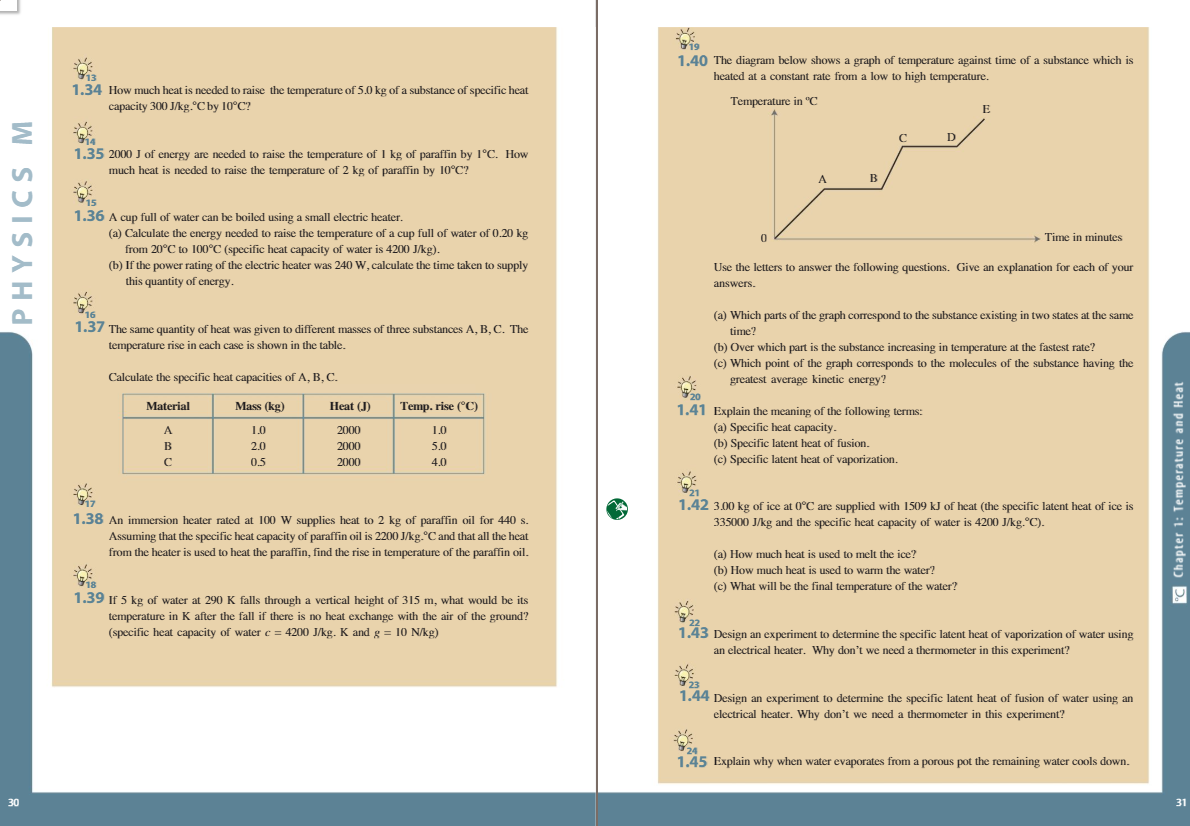 PHYSICS M
13
1.34 How much heat is needed to raise the temperature of 5.0 kg of a substance of specific heat
capacity 300 J/kg.°C by 10°C?
14
1.35 2000 J of energy are needed to raise the temperature of 1 kg of paraffin by 1°C. How
much heat is needed to raise the temperature of 2 kg of paraffin by 10°C?
15
1.36 A cup full of water can be boiled using a small electric heater.
(a) Calculate the energy needed to raise the temperature of a cup full of water of 0.20 kg
from 20°C to 100°C (specific heat capacity of water is 4200 J/kg).
(b) If the power rating of the electric heater was 240 W, calculate the time taken to supply
this quantity of energy.
16
1.37 The same quantity of heat was given to different masses of three substances A, B, C. The
temperature rise in each case is shown in the table.
Calculate the specific heat capacities of A, B, C.
Material Mass (kg) Heat (J) Temp. rise (°C)
A 1.0 2000 1.0
B 2.0 2000 5.0
C 0.5 2000 4.0
17
1.38 An immersion heater rated at 100 W supplies heat to 2 kg of paraffin oil for 440 s.
Assuming that the specific heat capacity of paraffin oil is 2200 J/kg.°C and that all the heat
from the heater is used to heat the paraffin, find the rise in temperature of the paraffin oil.
18
1.39 If 5 kg of water at 290 K falls through a vertical height of 315 m, what would be its
temperature in K after the fall if there is no heat exchange with the air of the ground?
(specific heat capacity of water c = 4200 J/kg. K and g = 10 N/kg)
30
19
1.40 The diagram below shows a graph of temperature against time of a substance which is
heated at a constant rate from a low to high temperature.
Temperature in °C
E
C D
A B
0 Time in minutes
Use the letters to answer the following questions. Give an explanation for each of your
answers.
(a) Which parts of the graph correspond to the substance existing in two states at the same
time?
(b) Over which part is the substance increasing in temperature at the fastest rate?
(c) Which point of the graph corresponds to the molecules of the substance having the
greatest average kinetic energy?
20
1.41 Explain the meaning of the following terms:
(a) Specific heat capacity.
(b) Specific latent heat of fusion.
(c) Specific latent heat of vaporization.
21
1.42 3.00 kg of ice at 0°C are supplied with 1509 kJ of heat (the specific latent heat of ice is
335000 J/kg and the specific heat capacity of water is 4200 J/kg.°C).
(a) How much heat is used to melt the ice?
(b) How much heat is used to warm the water?
(c) What will be the final temperature of the water?
22
1.43 Design an experiment to determine the specific latent heat of vaporization of water using
an electrical heater. Why don't we need a thermometer in this experiment?
23
1.44 Design an experiment to determine the specific latent heat of fusion of water using an
electrical heater. Why don't we need a thermometer in this experiment?
24
1.45 Explain why when water evaporates from a porous pot the remaining water cools down.
°C Chapter 1: Temperature and Heat
31